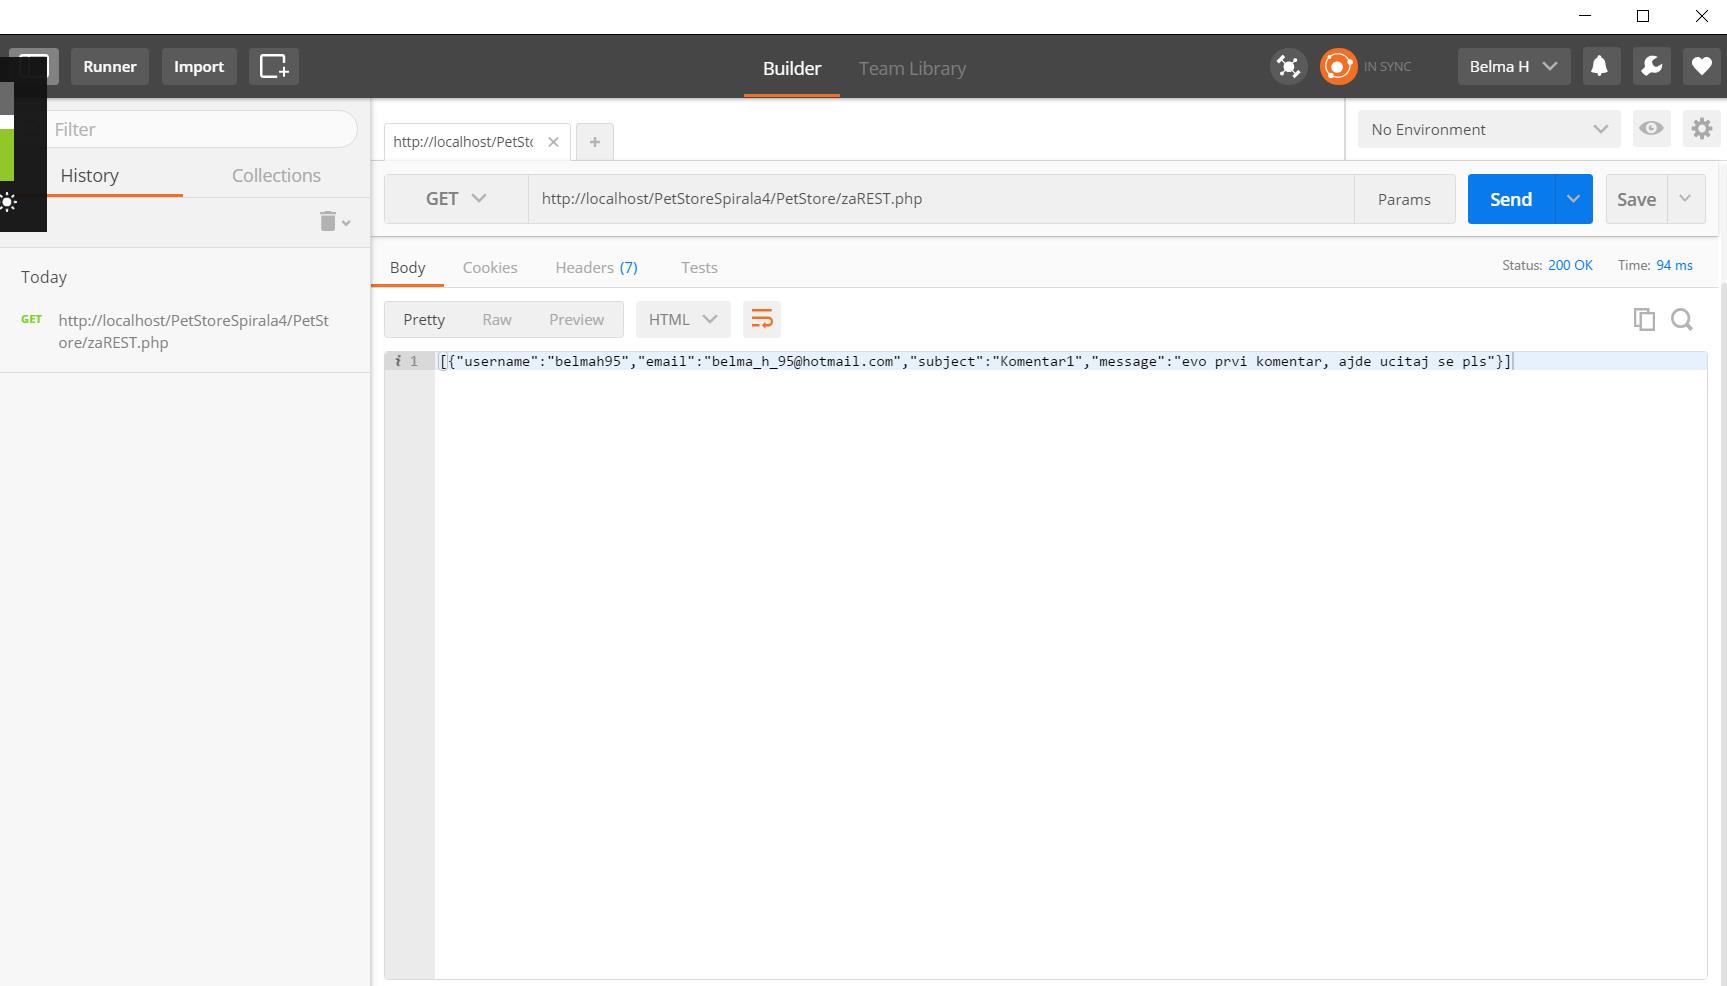 Runner
Import
Builder
Team Library
IN SYNC
Belma H
Filter
History
Collections
Today
GET http://localhost/PetStoreSpirala4/PetSt
ore/zaREST.php
http://localhost/PetSto
No Environment
GET
http://localhost/PetStoreSpirala4/PetStore/zaREST.php
Params
Send
Save
Body
Cookies
Headers (7)
Tests
Status: 200 OK
Time: 94 ms
Pretty
Raw
Preview
HTML
i 1 [{"username":"belmah95","email":"belma_h_95@hotmail.com","subject":"Komentar1","message":"evo prvi komentar, ajde ucitaj se pls"}]